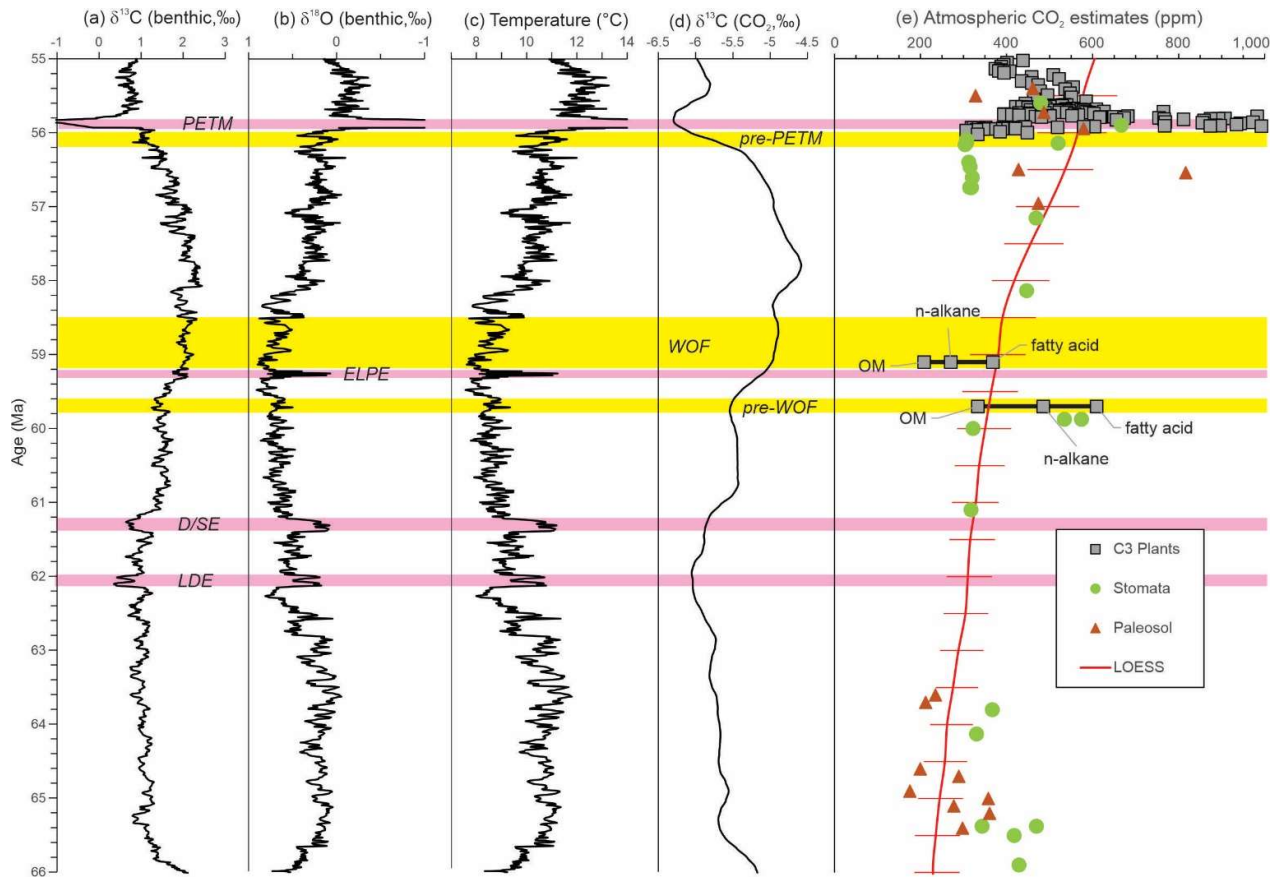 (a) δ¹³C (benthic,‰) (b) δ¹⁸O (benthic,‰) (c) Temperature (°C) (d) δ¹³C (CO₂,‰) (e) Atmospheric CO₂ estimates (ppm)
-1 0 1 2 3 1 0 -1 8 10 12 14 -6.5 -6 -5.5 -5 -4.5 200 400 600 800 1,000
55
PETM
56
pre-PETM
57
58
n-alkane
WOF
fatty acid
59
OM
ELPE
pre-WOF
Age (Ma)
60
OM
fatty acid
n-alkane
61
D/SE
C3 Plants
62
LDE
Stomata
Paleosol
63
LOESS
64
65
66